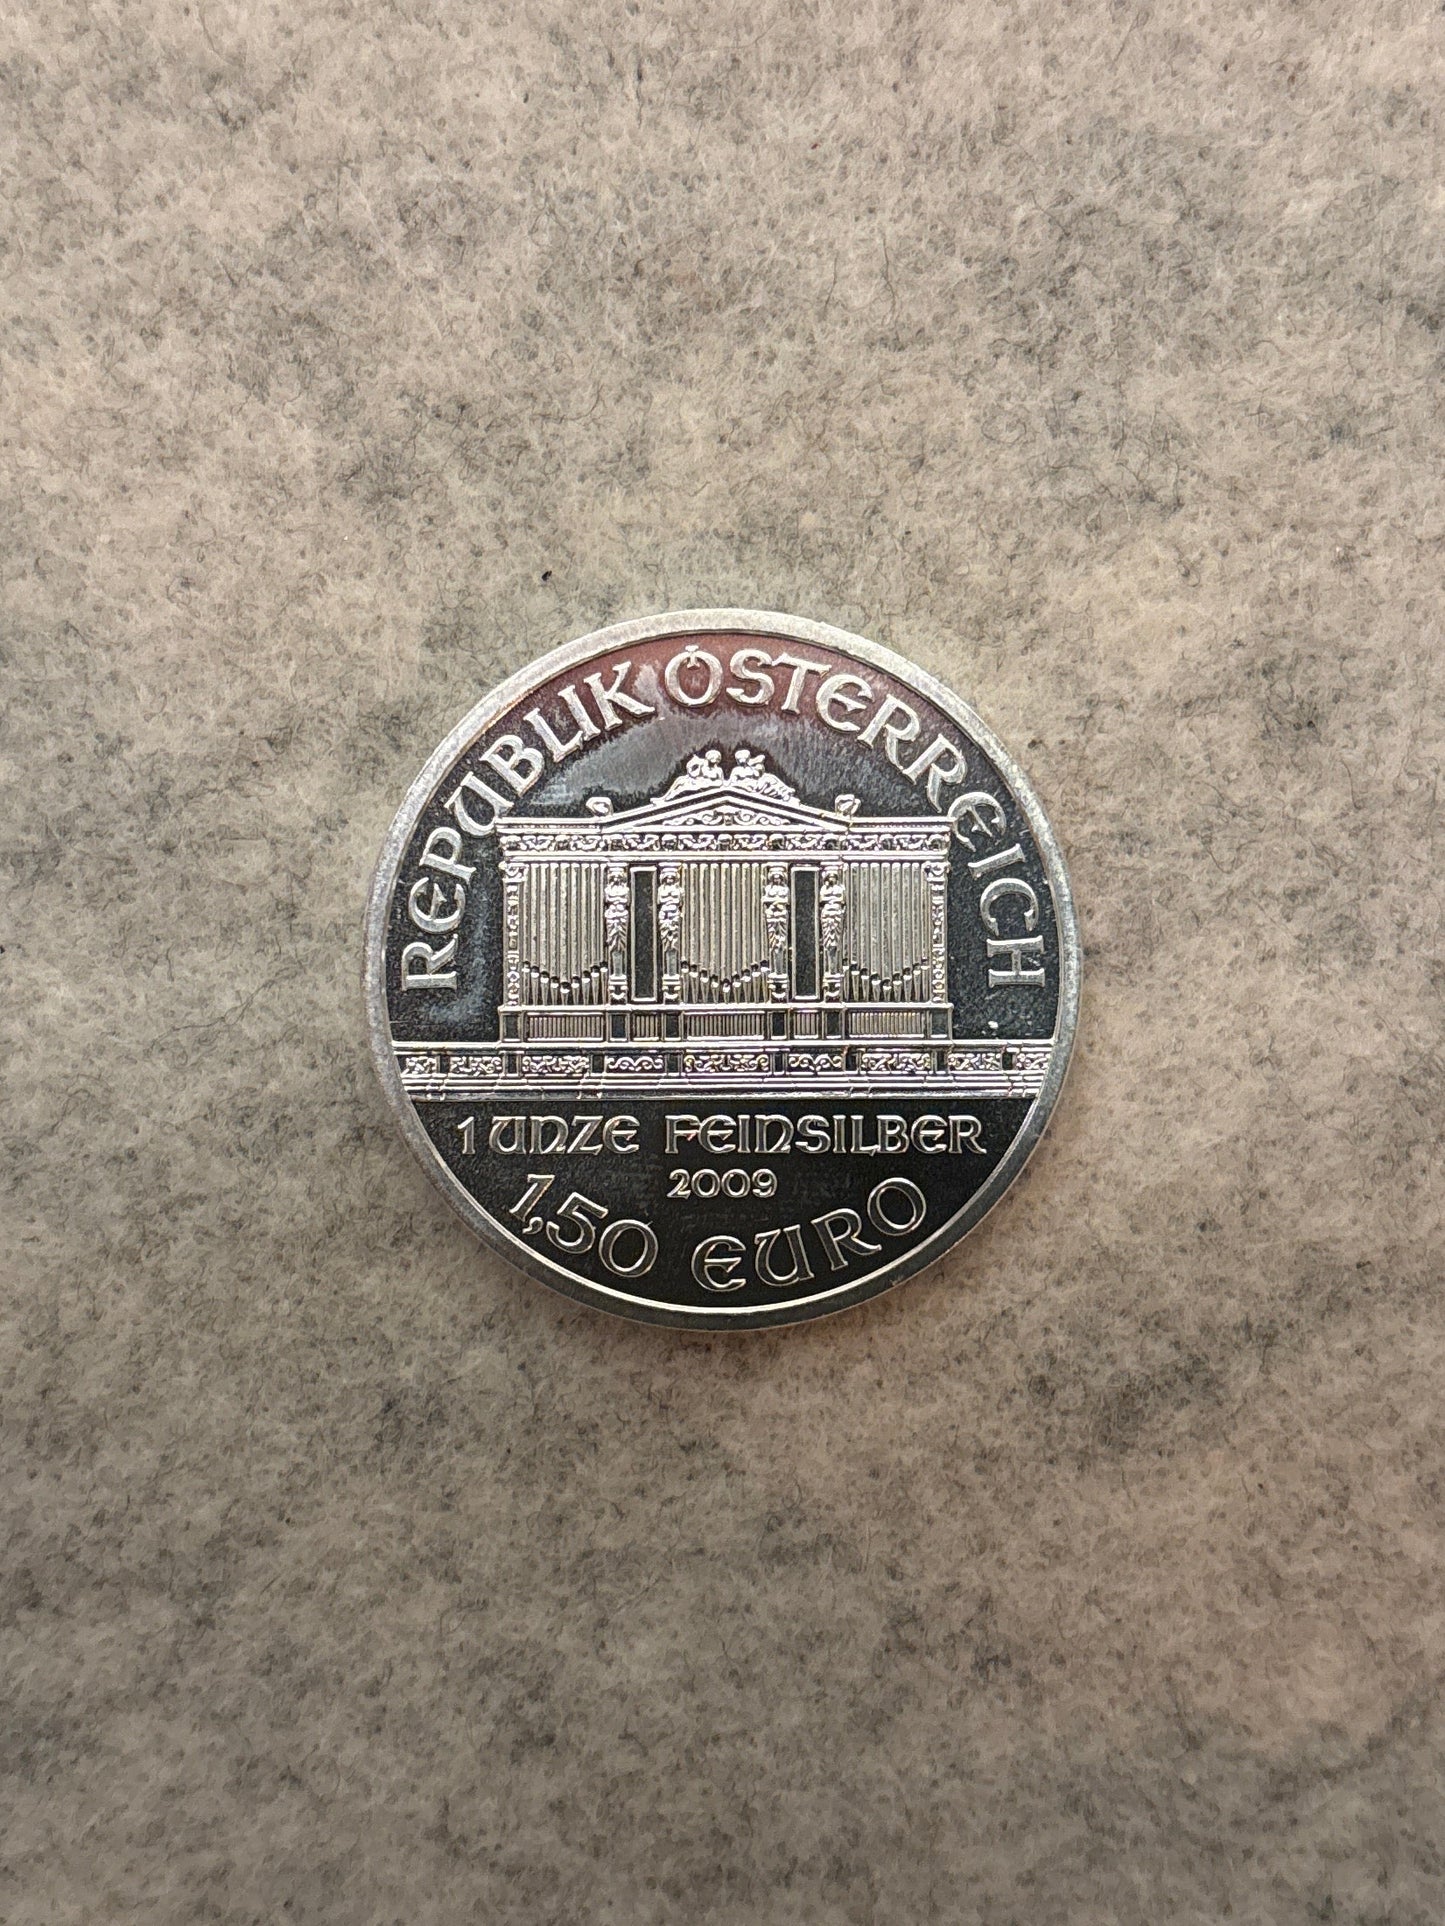 REPUBLIK ÖSTERREICH
1 UNZE FEINSILBER
2009
1,50 EURO